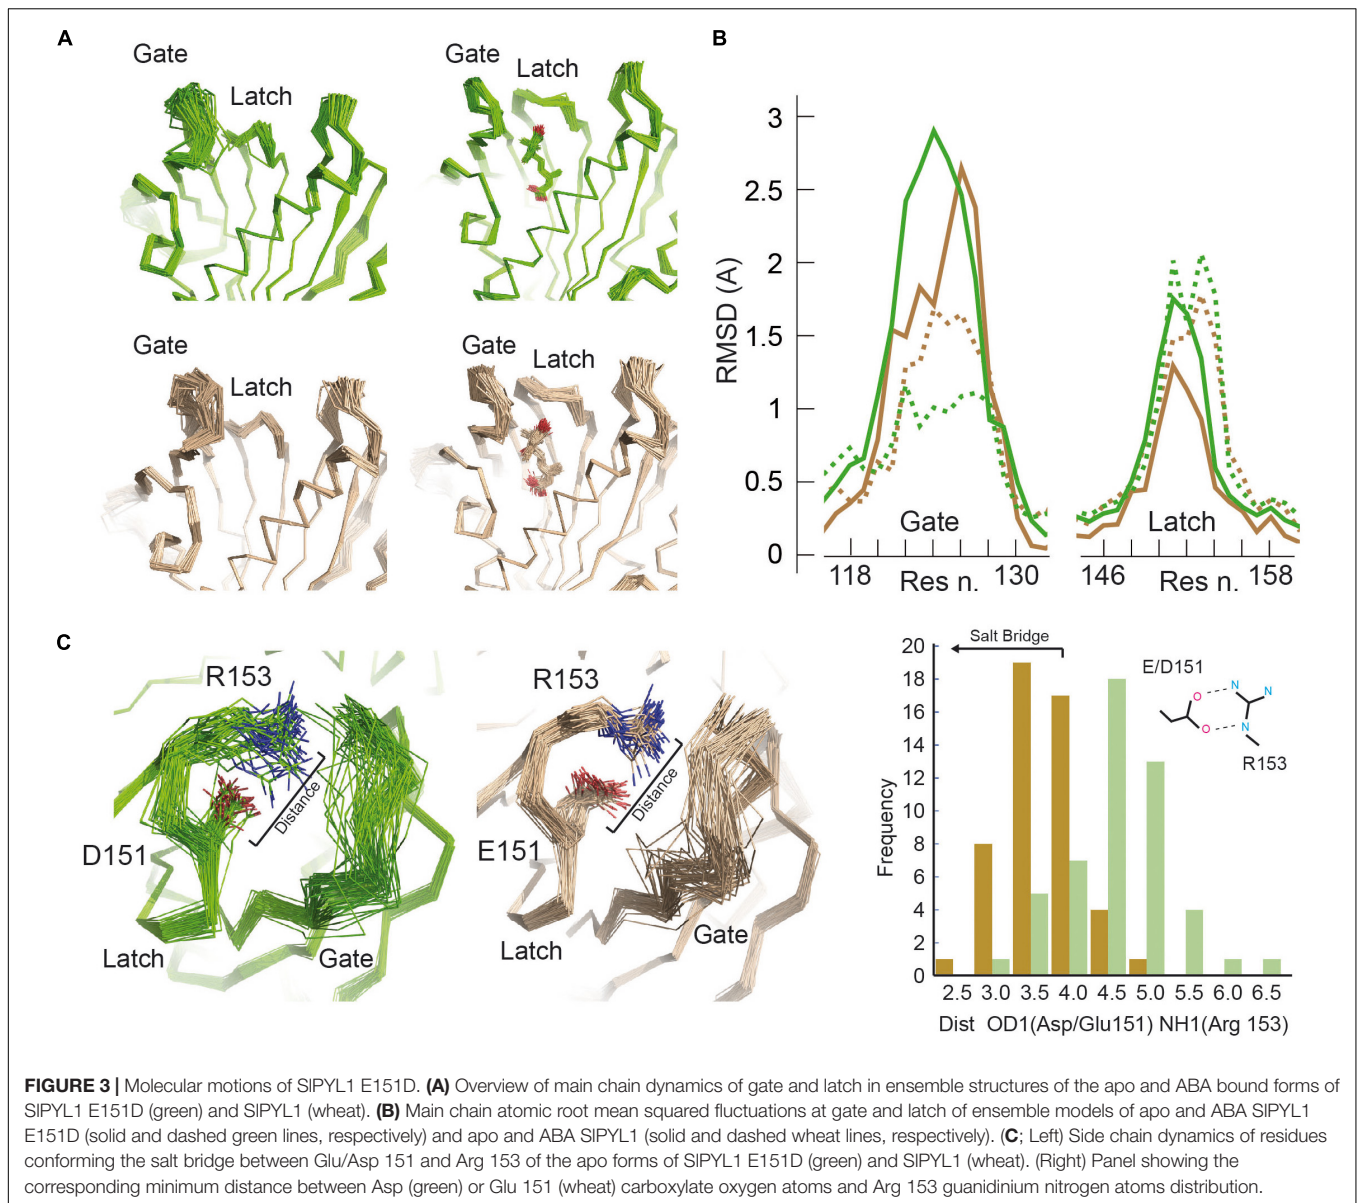 A
Gate
Latch
Gate
Latch
Gate
Latch
Gate
Latch
B
RMSD (A)
3
2.5
2
1.5
1
0.5
0
Gate
Latch
118
Res n.
130
146
Res n.
158
C
R153
D151
Distance
Latch
Gate
R153
E151
Distance
Latch
Gate
Salt Bridge
Frequency
20
18
16
14
12
10
8
6
4
2
0
E/D151
O
N
N
O
N
R153
2.5 3.0 3.5 4.0 4.5 5.0 5.5 6.0 6.5
Dist OD1(Asp/Glu151) NH1(Arg 153)
FIGURE 3 | Molecular motions of SlPYL1 E151D. (A) Overview of main chain dynamics of gate and latch in ensemble structures of the apo and ABA bound forms of
SlPYL1 E151D (green) and SlPYL1 (wheat). (B) Main chain atomic root mean squared fluctuations at gate and latch of ensemble models of apo and ABA SlPYL1
E151D (solid and dashed green lines, respectively) and apo and ABA SlPYL1 (solid and dashed wheat lines, respectively). (C; Left) Side chain dynamics of residues
conforming the salt bridge between Glu/Asp 151 and Arg 153 of the apo forms of SlPYL1 E151D (green) and SlPYL1 (wheat). (Right) Panel showing the
corresponding minimum distance between Asp (green) or Glu 151 (wheat) carboxylate oxygen atoms and Arg 153 guanidinium nitrogen atoms distribution.